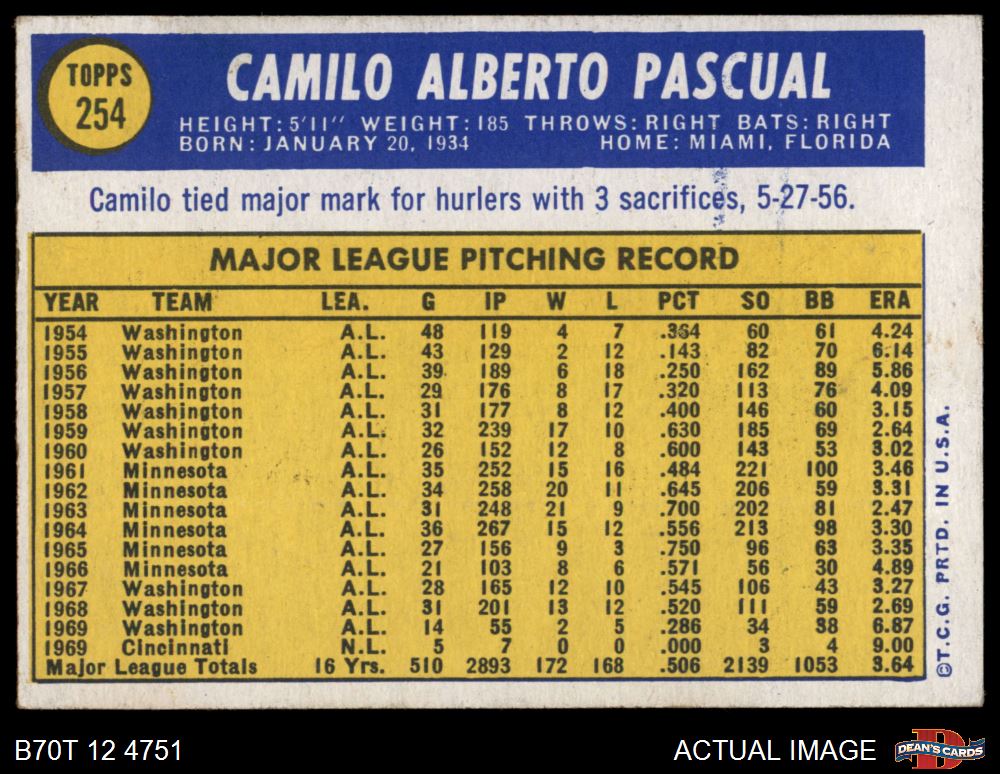 TOPPS
254
CAMILO ALBERTO PASCUAL
HEIGHT: 5'11" WEIGHT: 185 THROWS: RIGHT BATS: RIGHT
BORN: JANUARY 20, 1934 HOME: MIAMI, FLORIDA
Camilo tied major mark for hurlers with 3 sacrifices, 5-27-56.
MAJOR LEAGUE PITCHING RECORD
YEAR TEAM LEA. G IP W L PCT SO BB ERA
1954 Washington A.L. 48 119 4 7 .364 60 61 4.24
1955 Washington A.L. 43 129 2 12 .143 82 70 6.14
1956 Washington A.L. 39 189 6 18 .250 162 89 5.86
1957 Washington A.L. 29 176 8 17 .320 113 76 4.09
1958 Washington A.L. 31 177 8 12 .400 146 60 3.15
1959 Washington A.L. 32 239 17 10 .630 185 69 2.64
1960 Washington A.L. 26 152 12 8 .600 143 53 3.02
1961 Minnesota A.L. 35 252 15 16 .484 221 100 3.46
1962 Minnesota A.L. 34 258 20 11 .645 206 59 3.31
1963 Minnesota A.L. 31 248 21 9 .700 202 81 2.47
1964 Minnesota A.L. 36 267 15 12 .556 213 98 3.30
1965 Minnesota A.L. 27 156 9 3 .750 96 63 3.35
1966 Minnesota A.L. 21 103 8 6 .571 56 30 4.89
1967 Washington A.L. 28 165 12 10 .545 106 43 3.27
1968 Washington A.L. 31 201 13 12 .520 111 59 2.69
1969 Washington A.L. 14 55 2 5 .286 34 38 6.87
1969 Cincinnati N.L. 5 7 0 0 .000 3 4 9.00
Major League Totals 16 Yrs. 510 2893 172 168 .506 2139 1053 3.64
©T.C.G. PRTD. IN U.S.A.
B70T 12 4751
ACTUAL IMAGE
D
DEAN'S CARDS